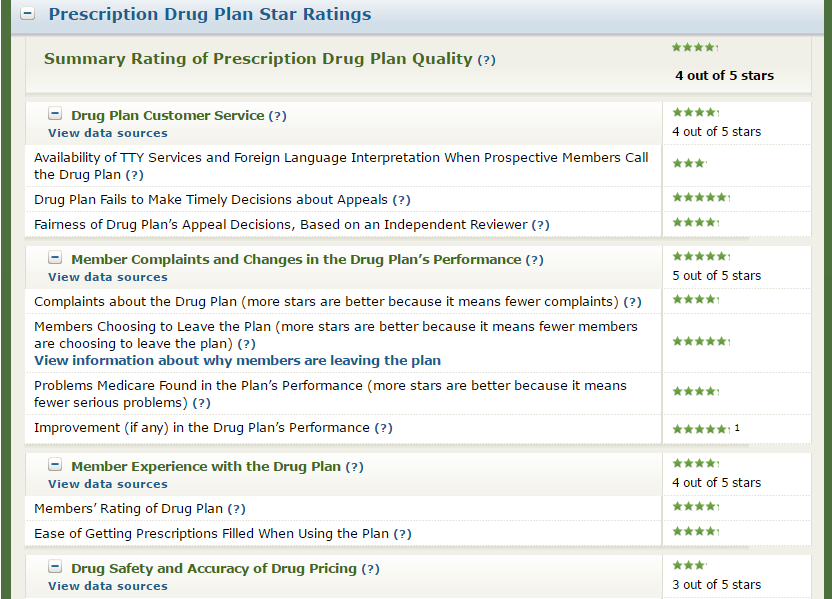 Prescription Drug Plan Star Ratings
Summary Rating of Prescription Drug Plan Quality (?)
4 out of 5 stars
Drug Plan Customer Service (?)
View data sources
4 out of 5 stars
Availability of TTY Services and Foreign Language Interpretation When Prospective Members Call
the Drug Plan (?)
Drug Plan Fails to Make Timely Decisions about Appeals (?)
Fairness of Drug Plan’s Appeal Decisions, Based on an Independent Reviewer (?)
Member Complaints and Changes in the Drug Plan’s Performance (?)
View data sources
5 out of 5 stars
Complaints about the Drug Plan (more stars are better because it means fewer complaints) (?)
Members Choosing to Leave the Plan (more stars are better because it means fewer members
are choosing to leave the plan) (?)
View information about why members are leaving the plan
Problems Medicare Found in the Plan’s Performance (more stars are better because it means
fewer serious problems) (?)
Improvement (if any) in the Drug Plan’s Performance (?)
1
Member Experience with the Drug Plan (?)
View data sources
4 out of 5 stars
Members’ Rating of Drug Plan (?)
Ease of Getting Prescriptions Filled When Using the Plan (?)
Drug Safety and Accuracy of Drug Pricing (?)
View data sources
3 out of 5 stars